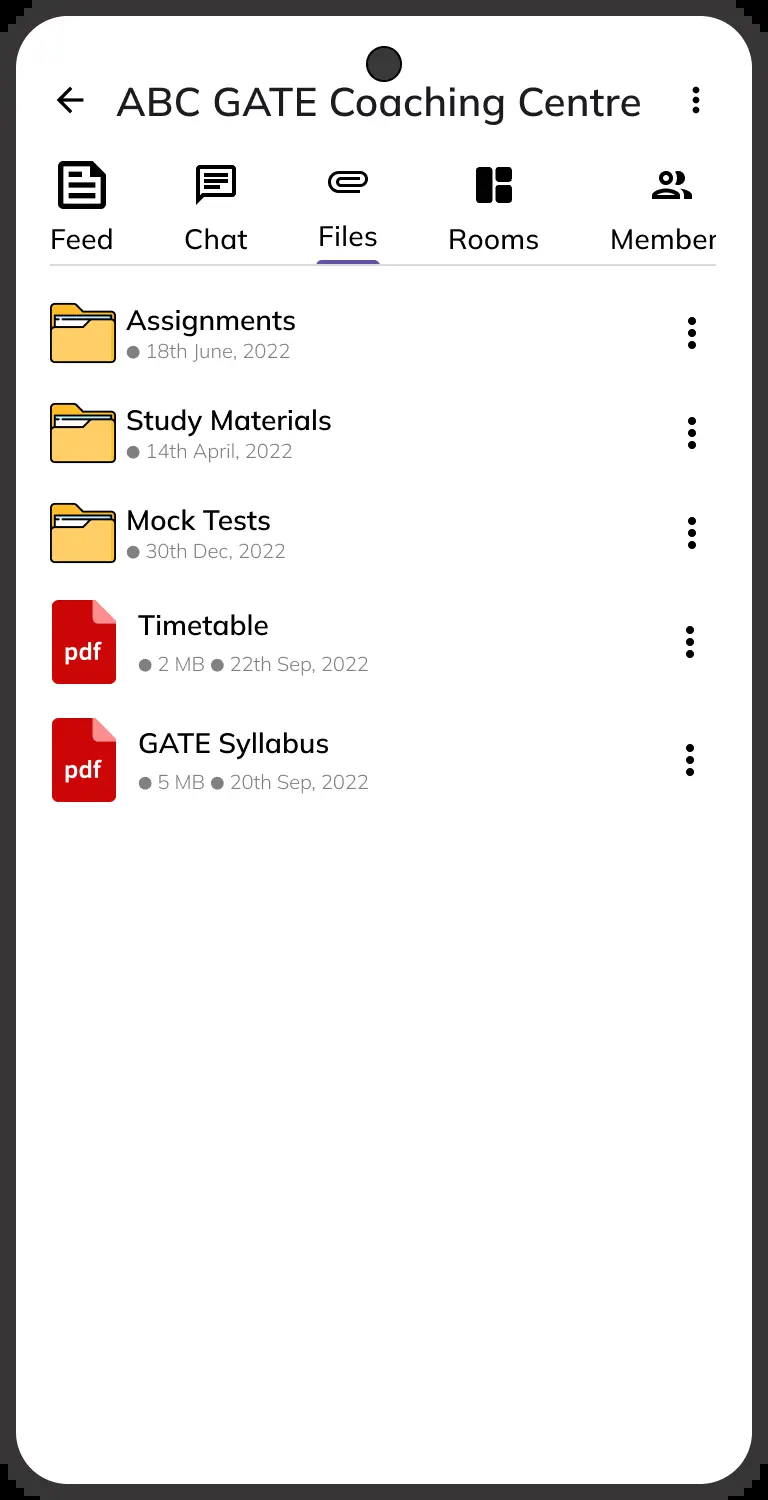 ABC GATE Coaching Centre
Feed Chat Files Rooms Member
Assignments
● 18th June, 2022
Study Materials
● 14th April, 2022
Mock Tests
● 30th Dec, 2022
pdf Timetable
● 2 MB ● 22th Sep, 2022
pdf GATE Syllabus
● 5 MB ● 20th Sep, 2022